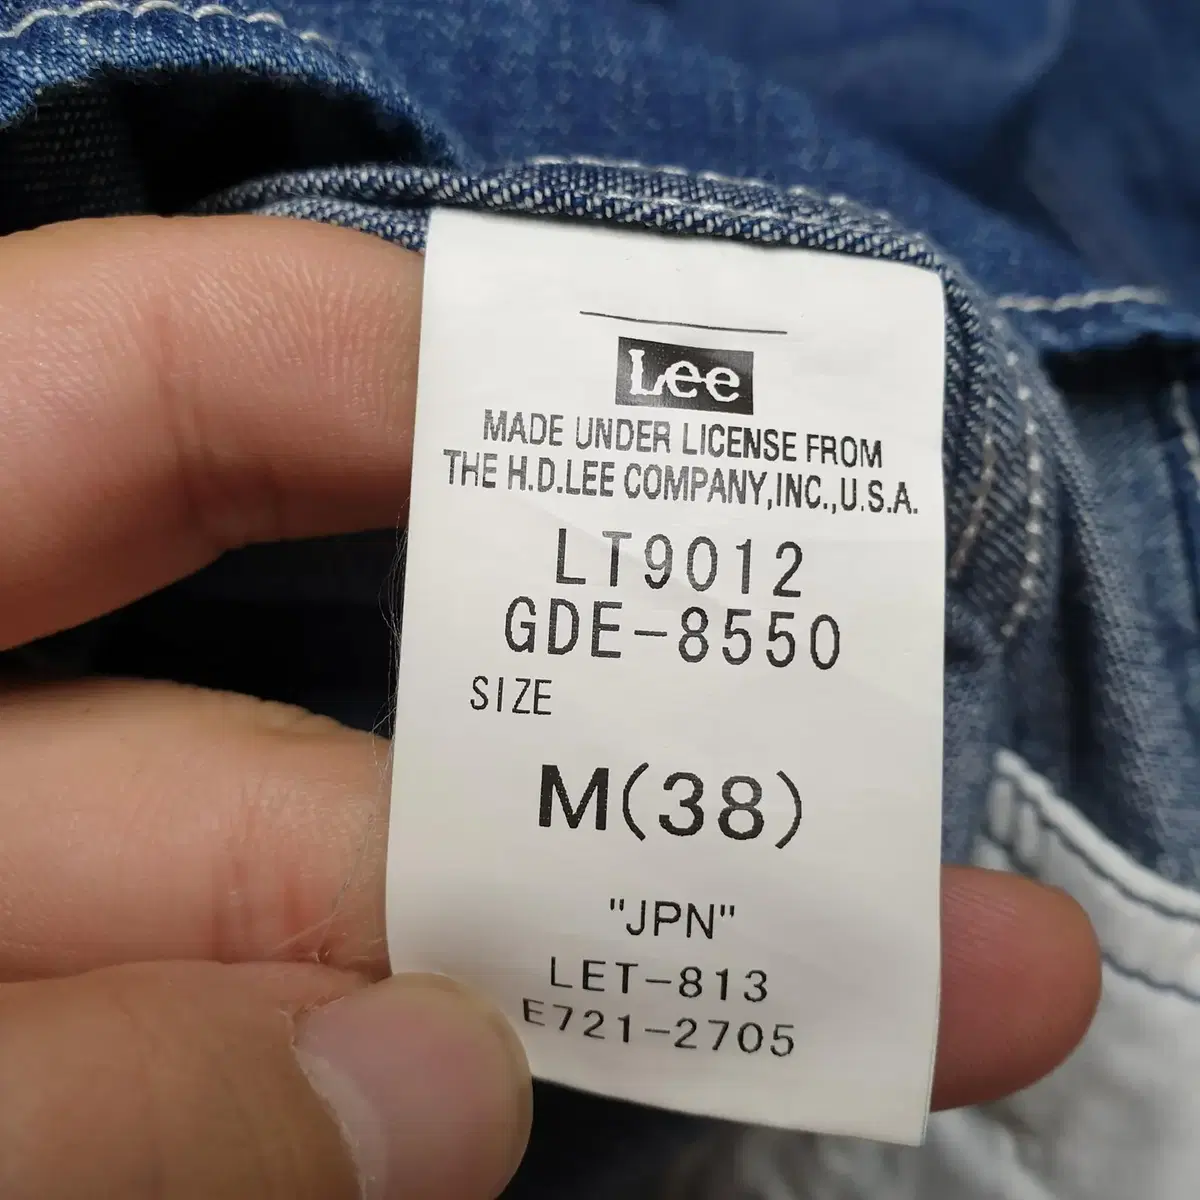 Lee
MADE UNDER LICENSE FROM
THE H.D.LEE COMPANY,INC.,U.S.A.
LT9012
GDE-8550
SIZE
M(38)
"JPN"
LET-813
E721-2705